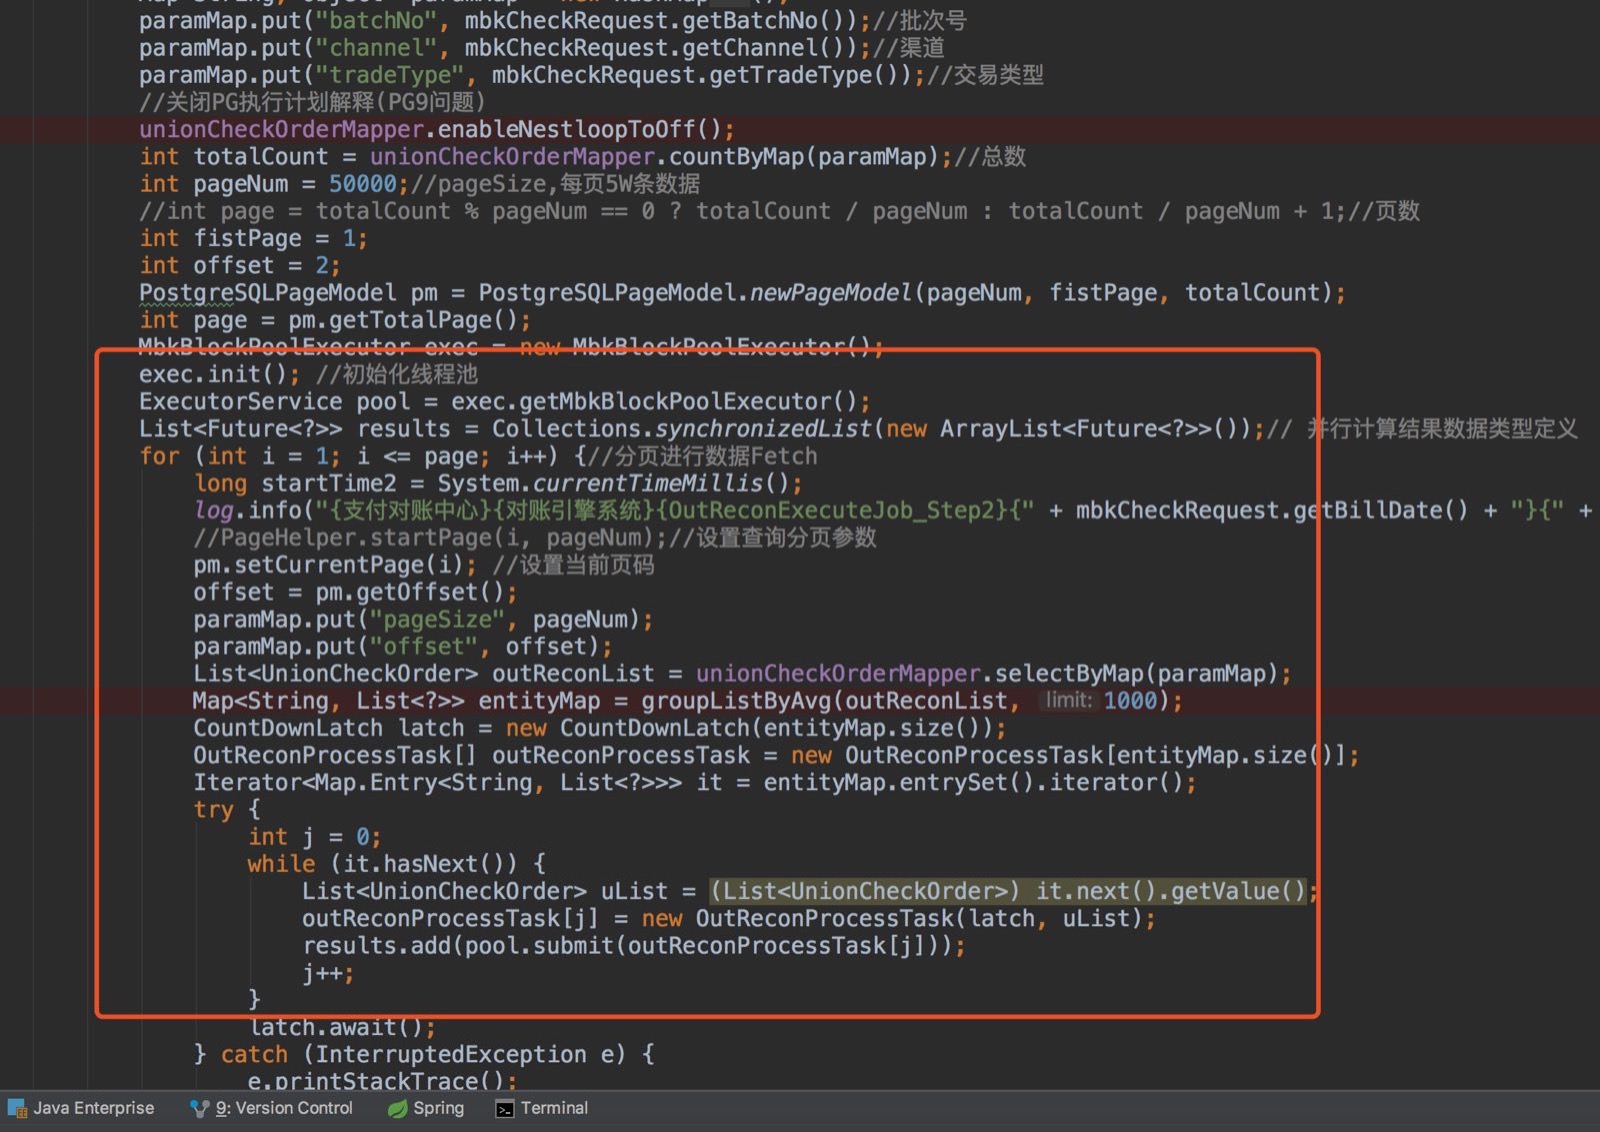 paramMap.put("batchNo", mbkCheckRequest.getBatchNo());//批次号
paramMap.put("channel", mbkCheckRequest.getChannel());//渠道
paramMap.put("tradeType", mbkCheckRequest.getTradeType());//交易类型
//关闭PG执行计划解释(PG9问题)
unionCheckOrderMapper.enableNestloopToOff();
int totalCount = unionCheckOrderMapper.countByMap(paramMap);//总数
int pageNum = 50000;//pageSize,每页5W条数据
//int page = totalCount % pageNum == 0 ? totalCount / pageNum : totalCount / pageNum + 1;//页数
int fistPage = 1;
int offset = 2;
PostgreSQLPageModel pm = PostgreSQLPageModel.newPageModel(pageNum, fistPage, totalCount);
int page = pm.getTotalPage();
MbkBlockPoolExecutor exec = new MbkBlockPoolExecutor();
exec.init(); //初始化线程池
ExecutorService pool = exec.getMbkBlockPoolExecutor();
List<Future<?>> results = Collections.synchronizedList(new ArrayList<Future<?>>());// 并行计算结果数据类型定义
for (int i = 1; i <= page; i++) {//分页进行数据Fetch
long startTime2 = System.currentTimeMillis();
log.info("{支付对账中心}{对账引擎系统}{OutReconExecuteJob_Step2}{" + mbkCheckRequest.getBillDate() + "}{" +
//PageHelper.startPage(i, pageNum);//设置查询分页参数
pm.setCurrentPage(i); //设置当前页码
offset = pm.getOffset();
paramMap.put("pageSize", pageNum);
paramMap.put("offset", offset);
List<UnionCheckOrder> outReconList = unionCheckOrderMapper.selectByMap(paramMap);
Map<String, List<?>> entityMap = groupListByAvg(outReconList, limit: 1000);
CountDownLatch latch = new CountDownLatch(entityMap.size());
OutReconProcessTask[] outReconProcessTask = new OutReconProcessTask[entityMap.size()];
Iterator<Map.Entry<String, List<?>>> it = entityMap.entrySet().iterator();
try {
int j = 0;
while (it.hasNext()) {
List<UnionCheckOrder> uList = (List<UnionCheckOrder>) it.next().getValue();
outReconProcessTask[j] = new OutReconProcessTask(latch, uList);
results.add(pool.submit(outReconProcessTask[j]));
j++;
}
latch.await();
} catch (InterruptedException e) {
e.printStackTrace();
Java Enterprise 9: Version Control Spring Terminal